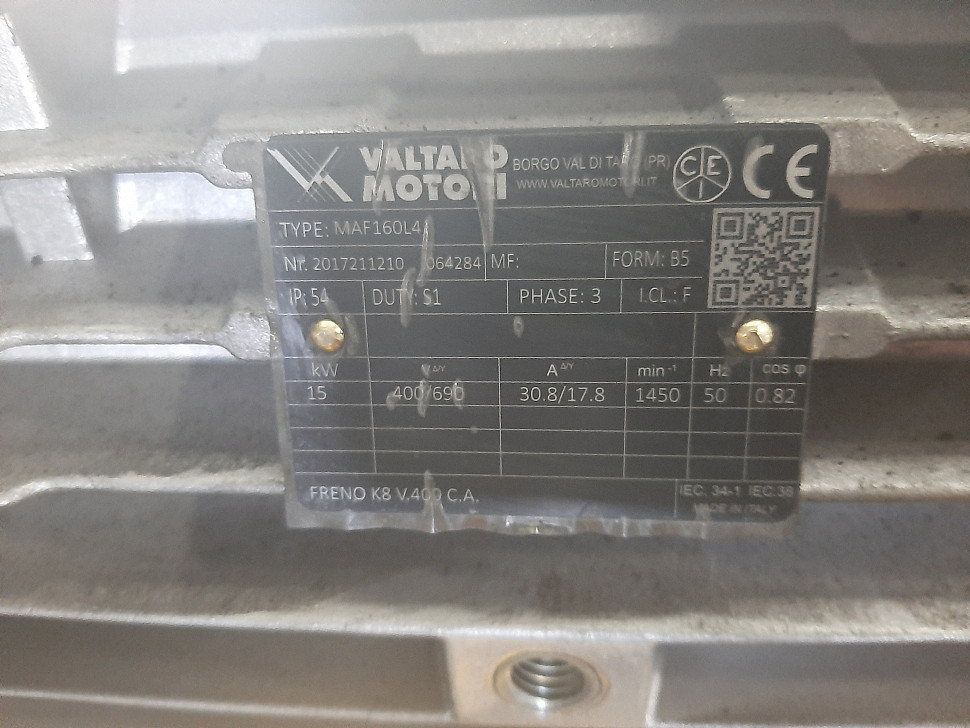 VALTARO BORGO VAL DI TARO (PR) CE
MOTORI WWW.VALTAROMOTORI.IT
TYPE: MAF160L4
Nr. 2017211210 064284 MF: FORM: B5
IP: 54 DUTY: S1 PHASE: 3 I.CL.: F
kW V Δ/Y A Δ/Y min-1 Hz cos φ
15 400/690 30.8/17.8 1450 50 0.82
FRENO K8 V.400 C.A. IEC. 34-1 IEC.38
MADE IN ITALY